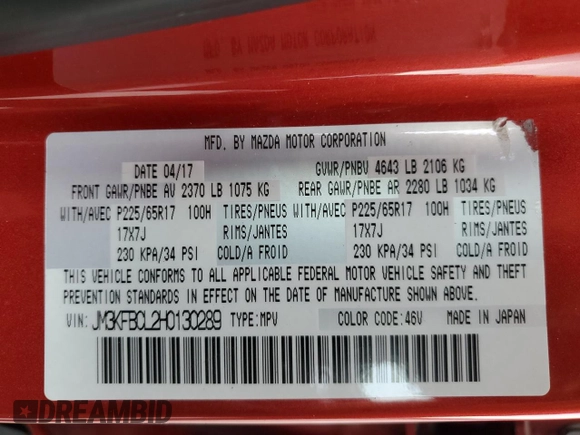 MFD. BY MAZDA MOTOR CORPORATION
DATE 04/17 GVWR/PNBV 4643 LB 2106 KG
FRONT GAWR/PNBE AV 2370 LB 1075 KG REAR GAWR/PNBE AR 2280 LB 1034 KG
WITH/AVEC P225/65R17 100H TIRES/PNEUS WITH/AVEC P225/65R17 100H TIRES/PNEUS
17X7J RIMS/JANTES 17X7J RIMS/JANTES
230 KPA/34 PSI COLD/A FROID 230 KPA/34 PSI COLD/A FROID
THIS VEHICLE CONFORMS TO ALL APPLICABLE FEDERAL MOTOR VEHICLE SAFETY AND THEFT
PREVENTION STANDARDS IN EFFECT ON THE DATE OF MANUFACTURE SHOWN ABOVE.
VIN: JM3KFBCL2H0130289 TYPE:MPV COLOR CODE:46V MADE IN JAPAN
DREAMBID